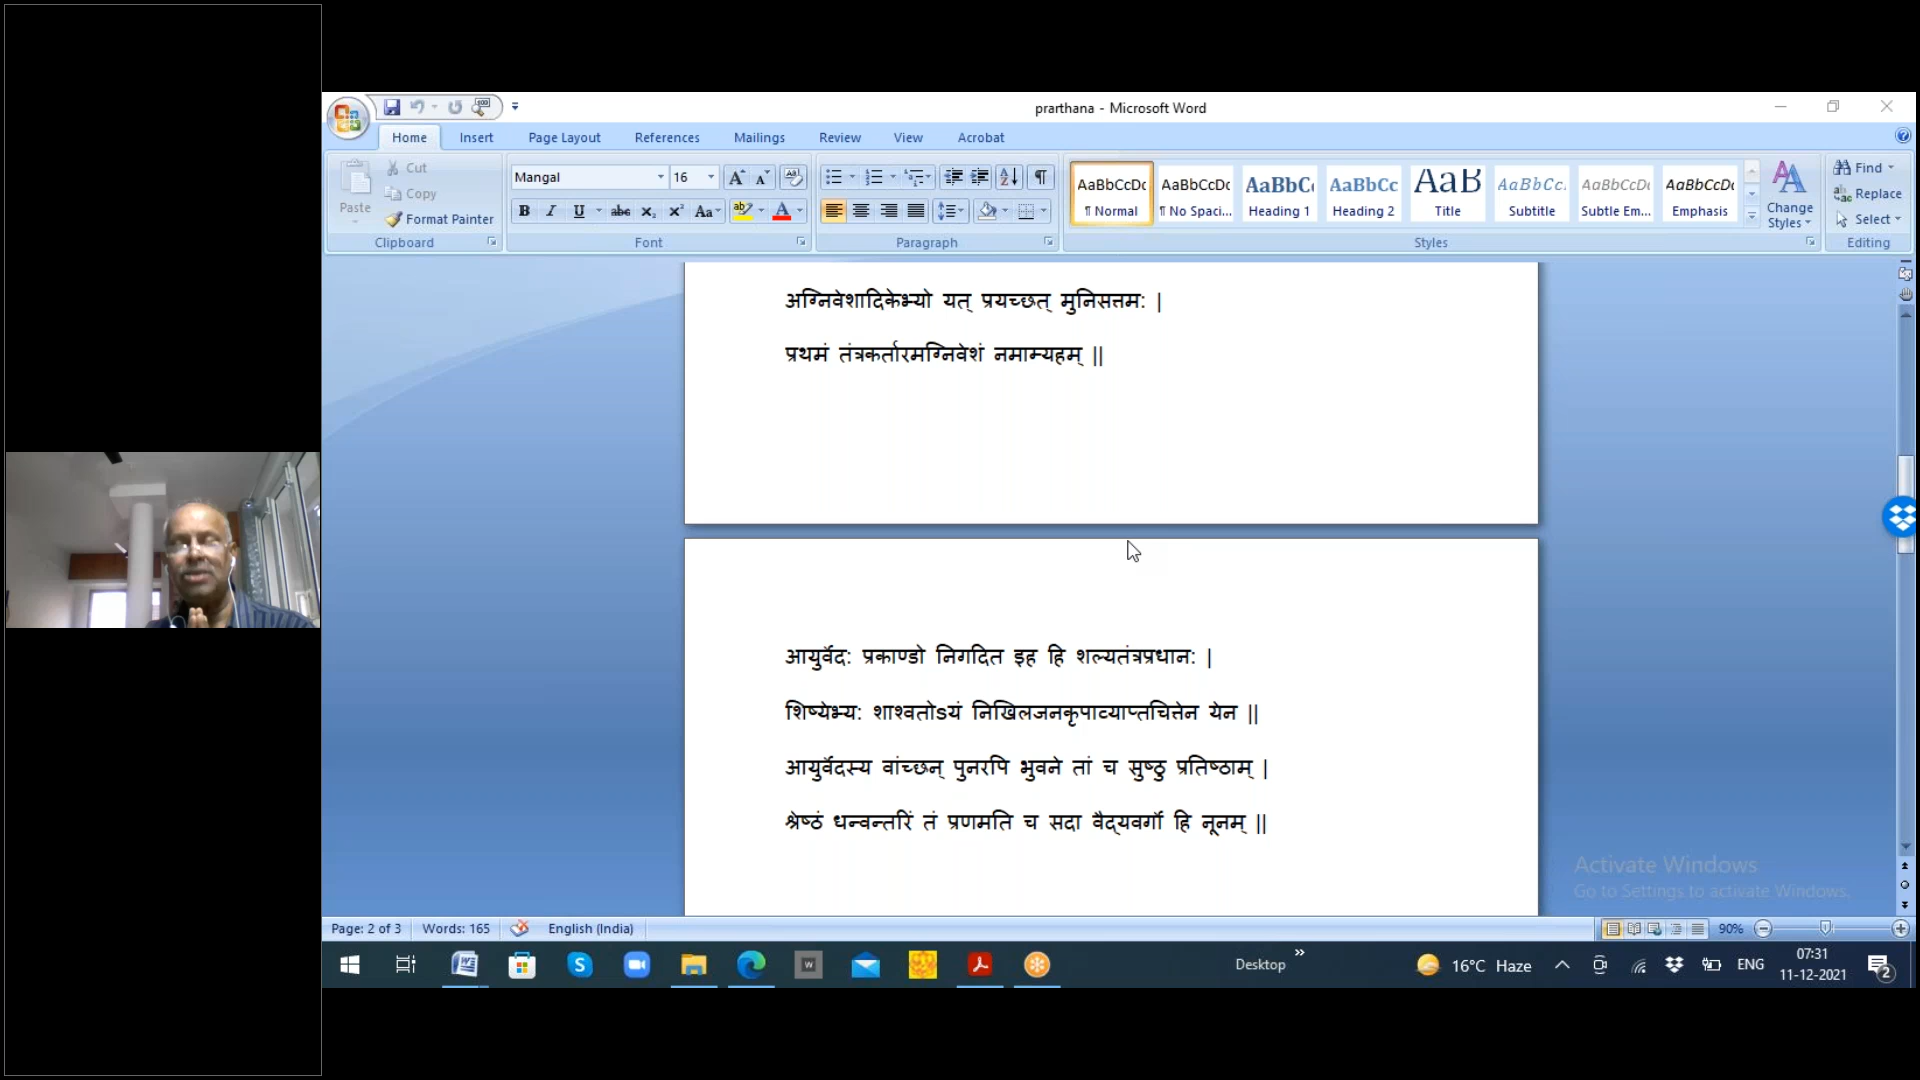 prarthana - Microsoft Word
Home Insert Page Layout References Mailings Review View Acrobat
Paste
Cut
Copy
Format Painter
Clipboard
Mangal 16
B I U abc x₂ x² Aa
Font
Paragraph
AaBbCcDc AaBbCcDc AaBbCc AaBbCc AaB AaBbCc. AaBbCcDc AaBbCcDc
¶ Normal ¶ No Spaci... Heading 1 Heading 2 Title Subtitle Subtle Em... Emphasis
Change Styles
Styles
Find
Replace
Select
Editing
अग्निवेशादिकेभ्यो यत् प्रयच्छत् मुनिसत्तम: |
प्रथमं तंत्रकर्तारमग्निवेशं नमाम्यहम् ||
आयुर्वेद: प्रकाण्डो निगदित इह हि शल्यतंत्रप्रधान: |
शिष्येभ्य: शाश्वतोऽयं निखिलजनकृपाव्याप्तचित्तेन येन ||
आयुर्वेदस्य वांच्छन् पुनरपि भुवने तां च सुष्ठु प्रतिष्ठाम् |
श्रेष्ठं धन्वन्तरिं तं प्रणमति च सदा वैद्यवर्गो हि नूनम् ||
Activate Windows
Go to Settings to activate Windows.
Page: 2 of 3 Words: 165 English (India) 90%
Desktop » 16°C Haze ENG 07:31
11-12-2021 2